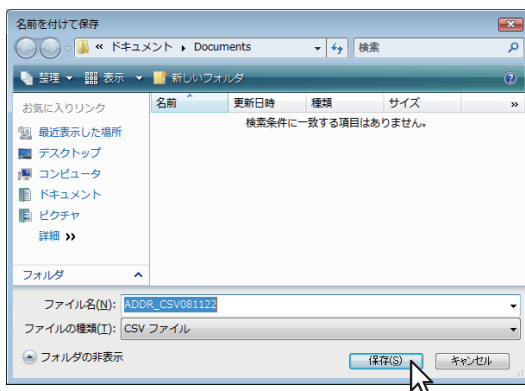 名前を付けて保存
« ドキュメント ▸ Documents 検索
整理 ▼ 表示 ▼ 新しいフォルダ
お気に入りリンク
最近表示した場所
デスクトップ
コンピュータ
ドキュメント
ピクチャ
詳細 »
フォルダ
名前 更新日時 種類 サイズ »
検索条件に一致する項目はありません。
ファイル名(N): ADDR_CSV081122
ファイルの種類(T): CSV ファイル
フォルダの非表示 保存(S) キャンセル